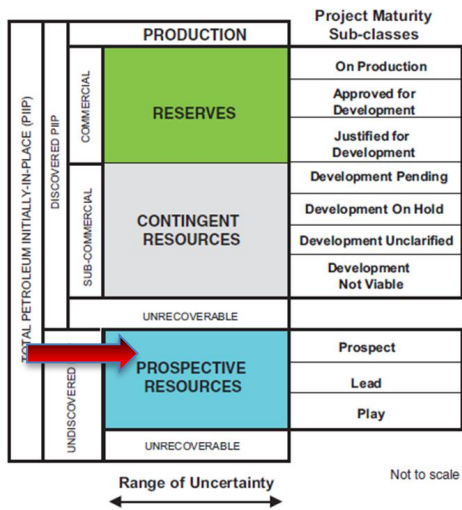 Project Maturity
Sub-classes
PRODUCTION
On Production
Approved for
Development
Justified for
Development
RESERVES
COMMERCIAL
Development Pending
Development On Hold
Development Unclarified
Development
Not Viable
CONTINGENT
RESOURCES
SUB-COMMERCIAL
DISCOVERED PIIP
TOTAL PETROLEUM INITIALLY-IN-PLACE (PIIP)
UNRECOVERABLE
Prospect
Lead
Play
PROSPECTIVE
RESOURCES
UNDISCOVERED
UNRECOVERABLE
Range of Uncertainty
Not to scale